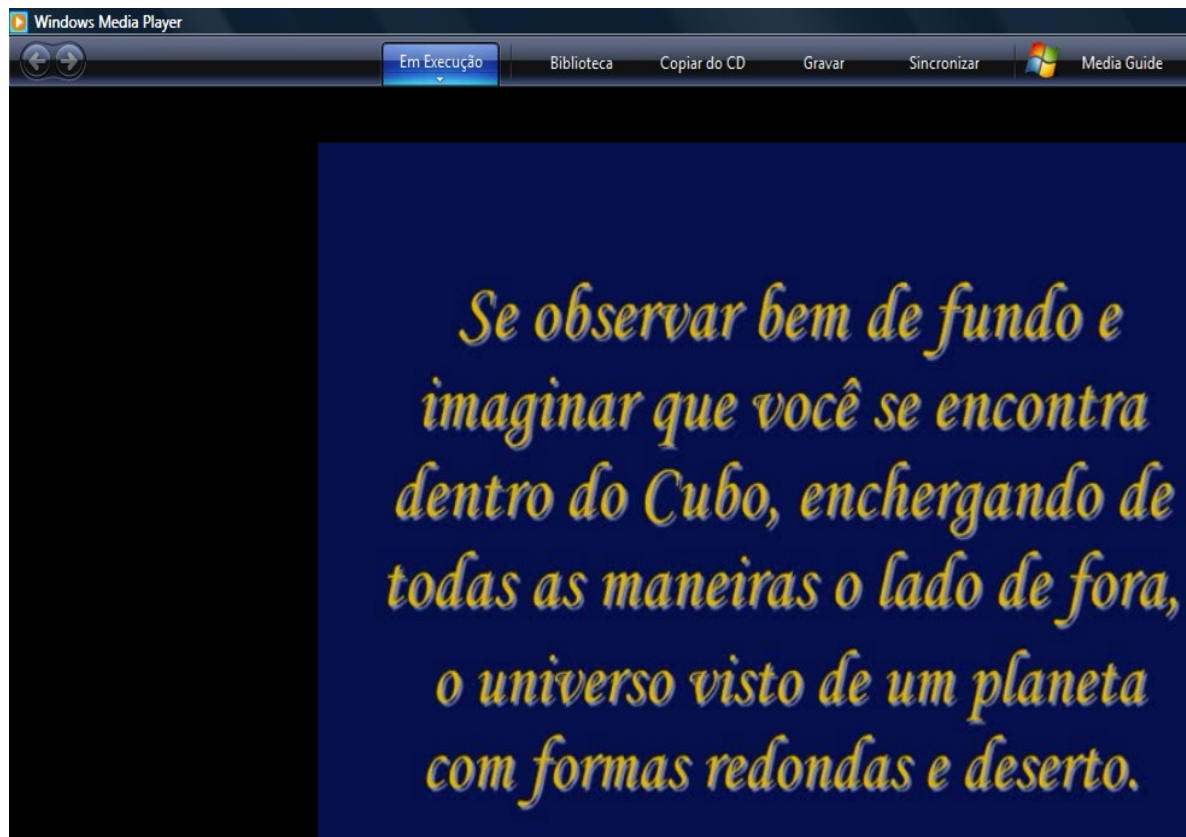 Windows Media Player
Em Execução Biblioteca Copiar do CD Gravar Sincronizar Media Guide
Se observar bem de fundo e
imaginar que você se encontra
dentro do Cubo, enchergando de
todas as maneiras o lado de fora,
o universo visto de um planeta
com formas redondas e deserto.